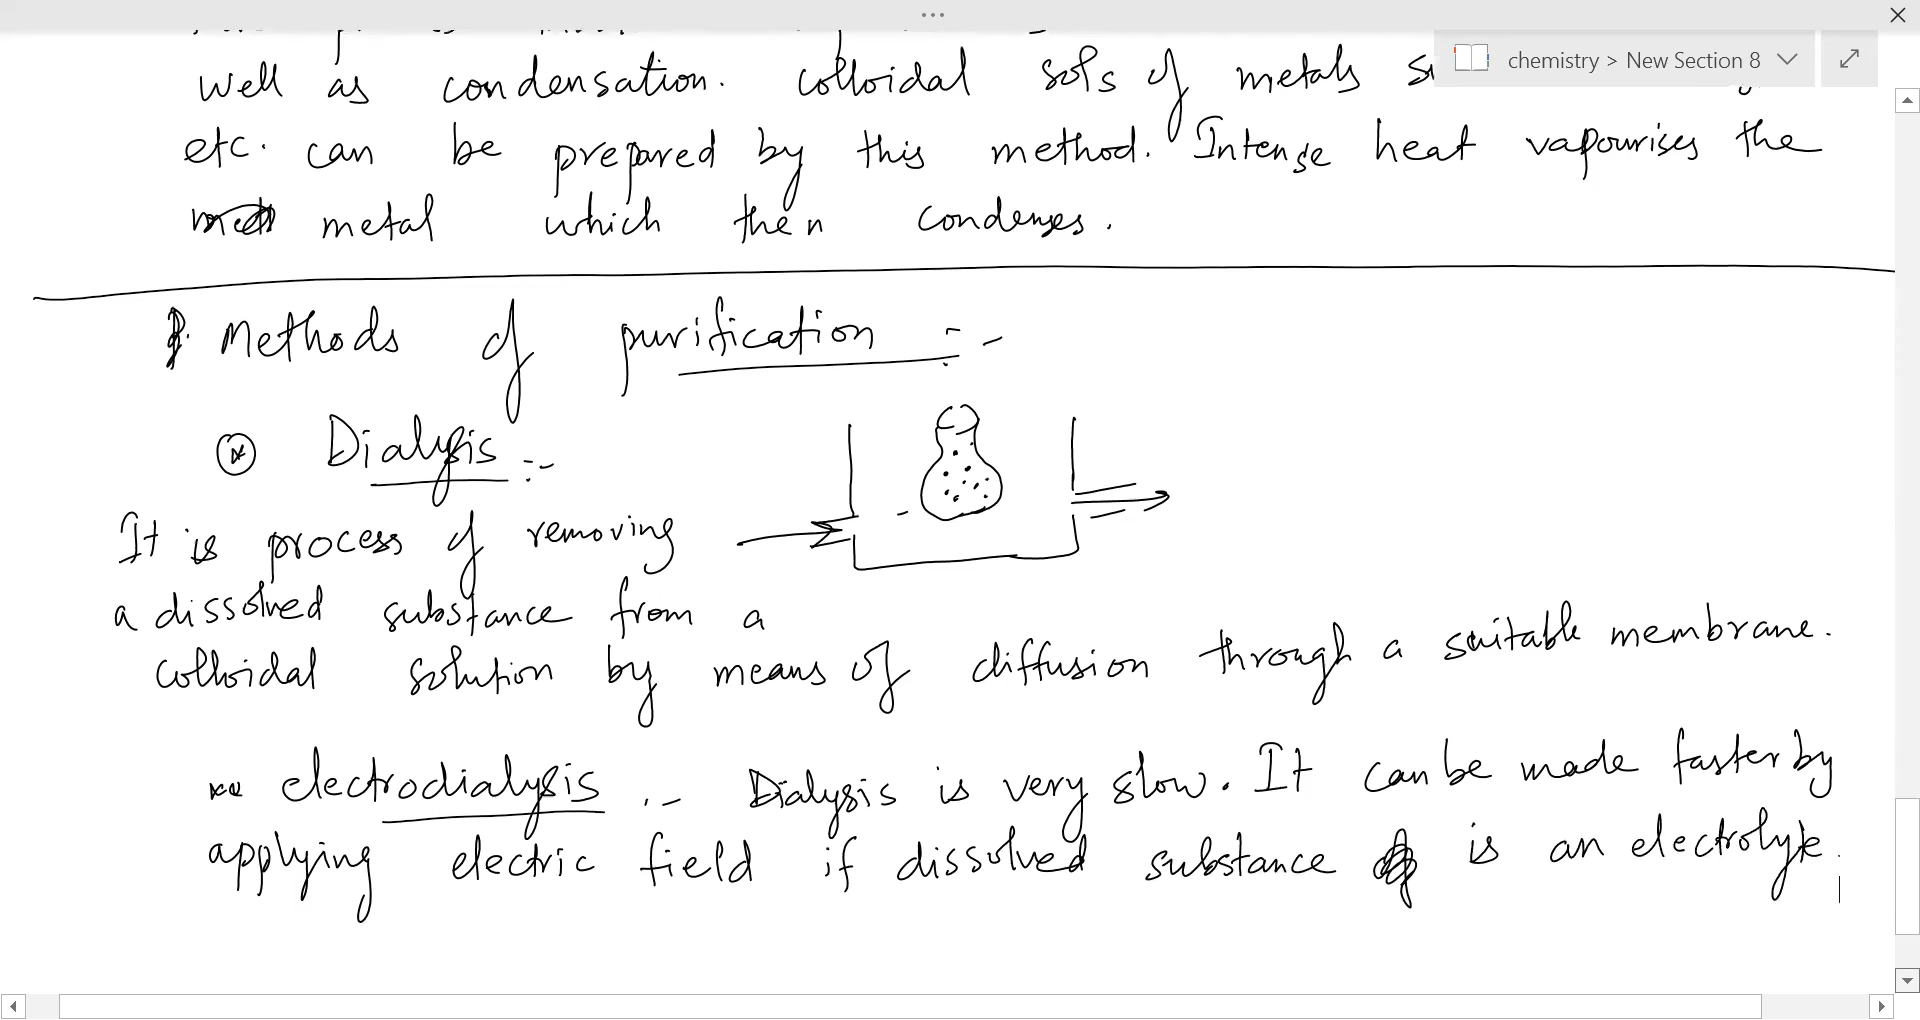 chemistry > New Section 8
well as condensation. colloidal sols of metals
etc. can be prepared by this method. Intense heat vapourises the
metal which then condenses.
Methods of purification :-
Dialysis :-
It is process of removing
a dissolved substance from a
colloidal solution by means of diffusion through a suitable membrane.
electrodialysis :- Dialysis is very slow. It can be made faster by
applying electric field if dissolved substance is an electrolyte.